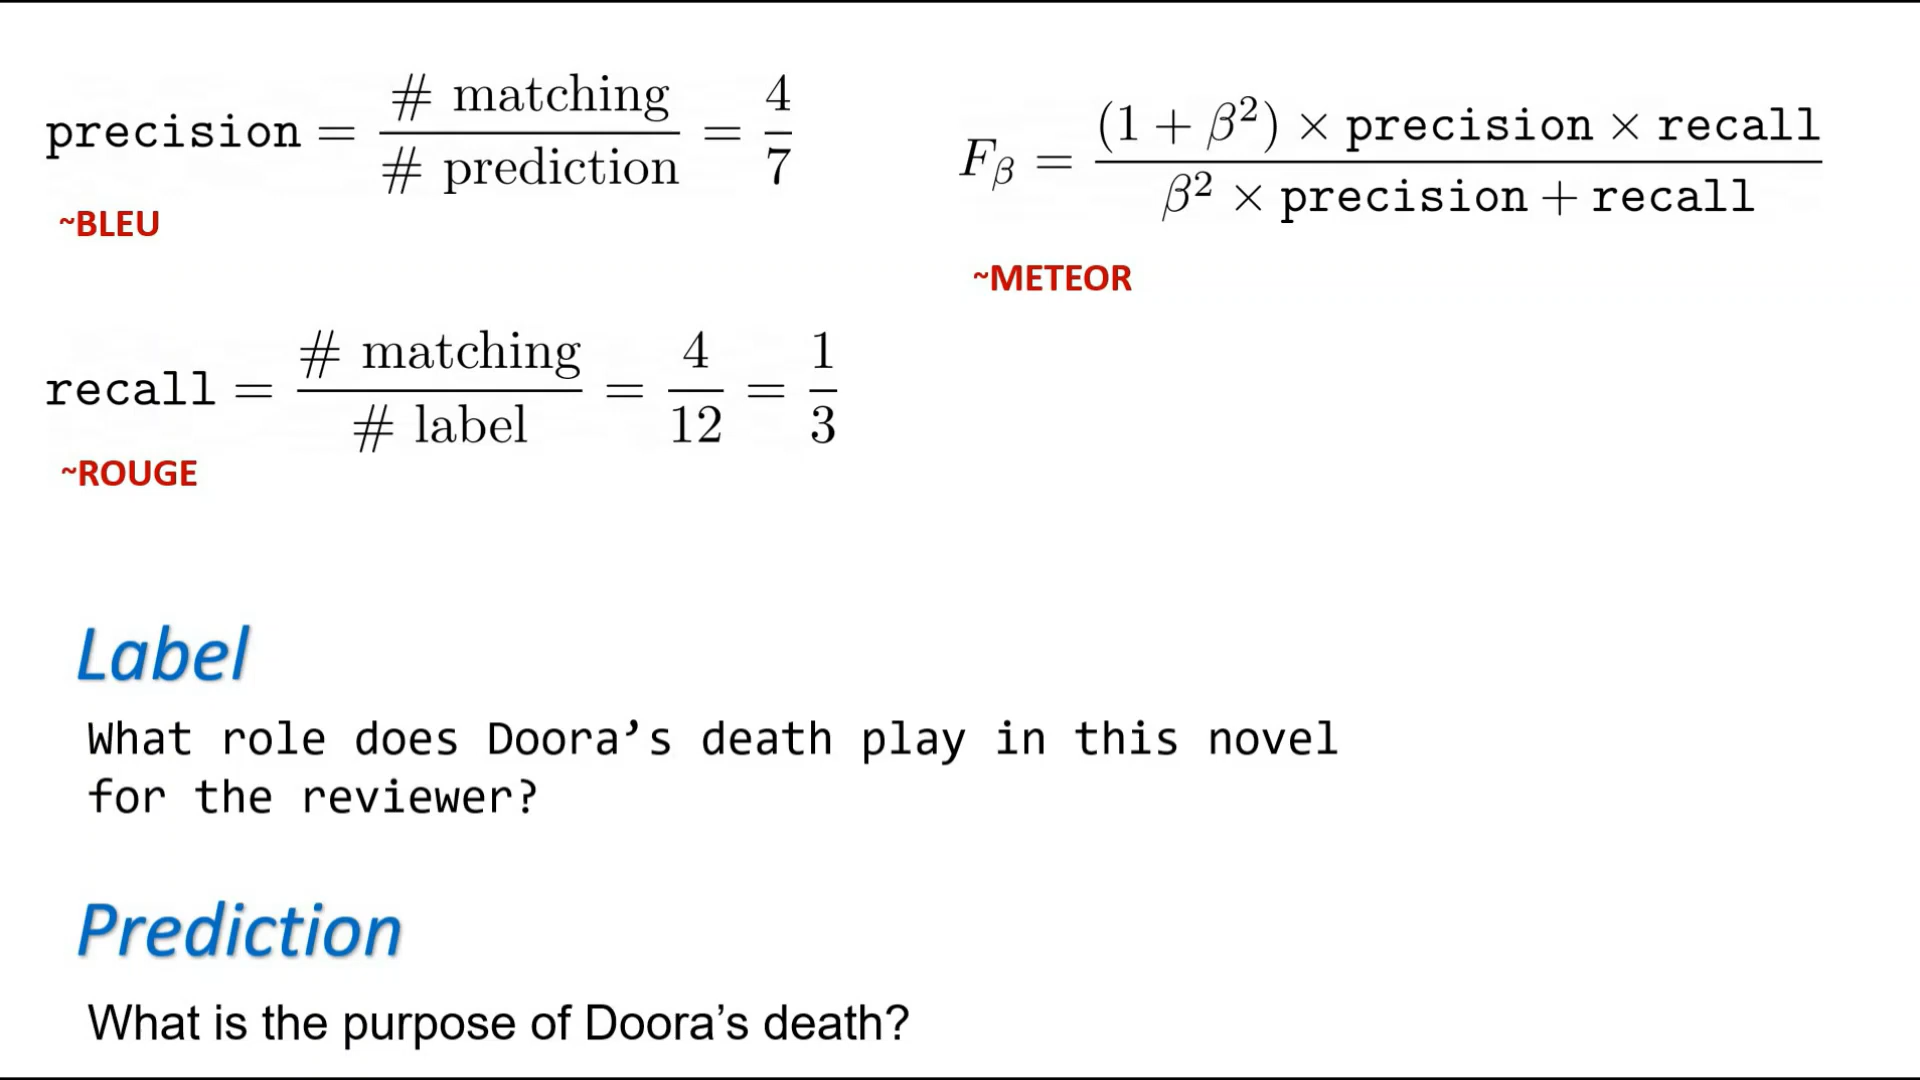 precision = # matching / # prediction = 4/7
~BLEU
F_β = (1 + β²) × precision × recall / β² × precision + recall
~METEOR
recall = # matching / # label = 4/12 = 1/3
~ROUGE
Label
What role does Doora’s death play in this novel
for the reviewer?
Prediction
What is the purpose of Doora’s death?